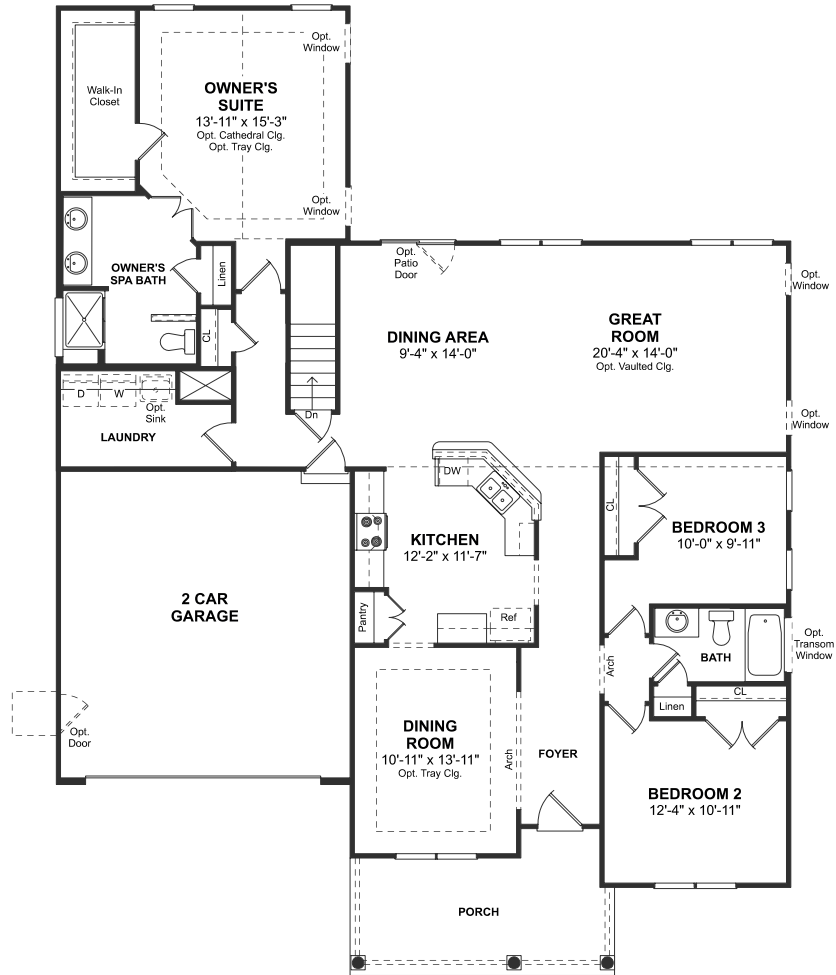 Opt.
Window
Walk-In
Closet
OWNER'S
SUITE
13'-11" x 15'-3"
Opt. Cathedral Clg.
Opt. Tray Clg.
Opt.
Window
OWNER'S
SPA BATH
Linen
CL
Opt.
Patio
Door
Opt.
Window
DINING AREA
9'-4" x 14'-0"
GREAT
ROOM
20'-4" x 14'-0"
Opt. Vaulted Clg.
D
W
Opt.
Sink
LAUNDRY
Dn
Opt.
Window
DW
CL
BEDROOM 3
10'-0" x 9'-11"
KITCHEN
12'-2" x 11'-7"
2 CAR
GARAGE
Pantry
Ref
Arch
BATH
Opt.
Transom
Window
Linen
CL
Opt.
Door
DINING
ROOM
10'-11" x 13'-11"
Opt. Tray Clg.
Arch
FOYER
BEDROOM 2
12'-4" x 10'-11"
PORCH